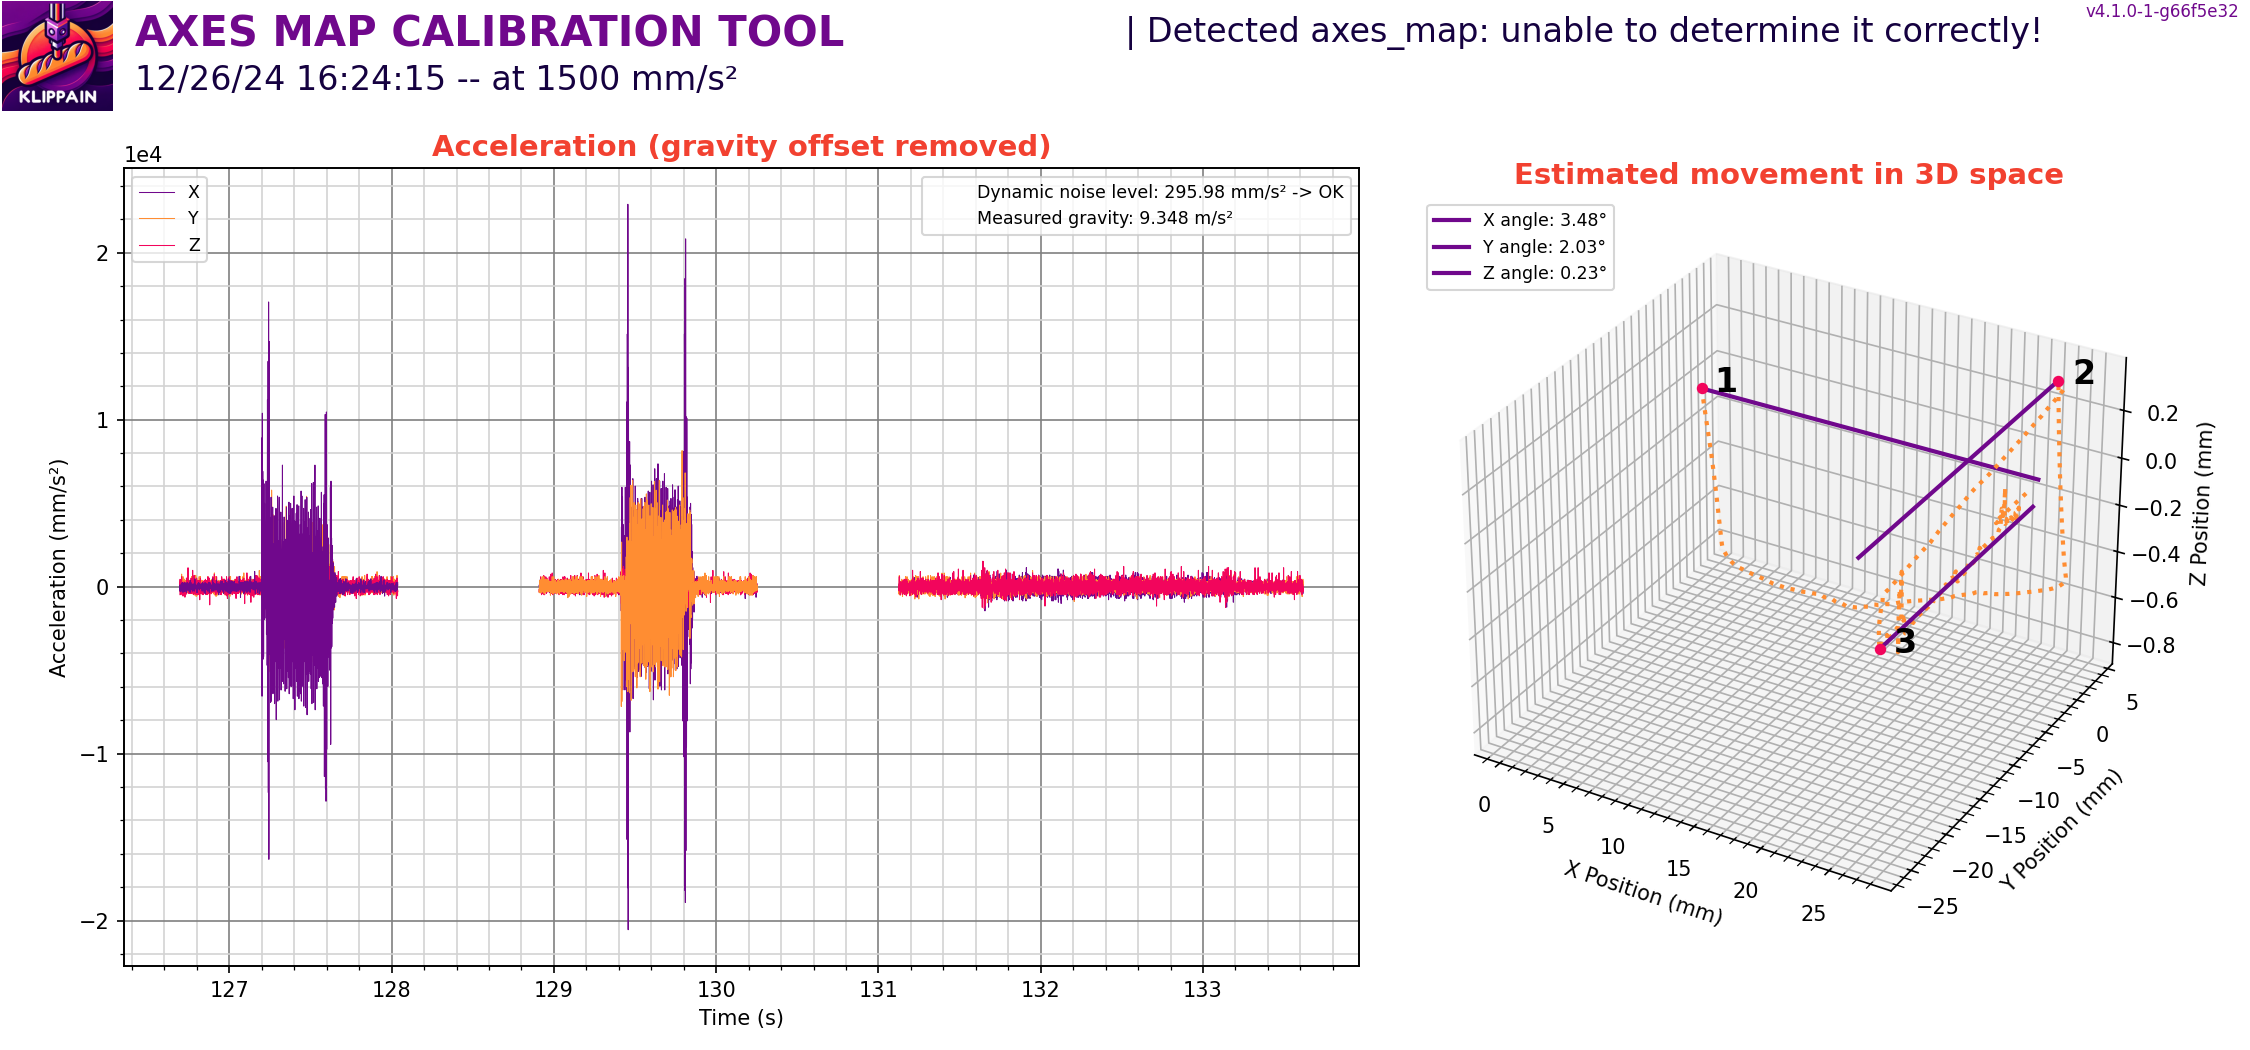 KLIPPAIN
AXES MAP CALIBRATION TOOL
12/26/24 16:24:15 -- at 1500 mm/s²
| Detected axes_map: unable to determine it correctly!
v4.1.0-1-g66f5e32
Acceleration (gravity offset removed)
1e4
X
Y
Z
Dynamic noise level: 295.98 mm/s² -> OK
Measured gravity: 9.348 m/s²
2
1
0
−1
−2
Acceleration (mm/s²)
127 128 129 130 131 132 133
Time (s)
Estimated movement in 3D space
X angle: 3.48°
Y angle: 2.03°
Z angle: 0.23°
1
2
3
0.2
0.0
−0.2
−0.4
−0.6
−0.8
Z Position (mm)
5
0
−5
−10
−15
−20
−25
Y Position (mm)
0
5
10
15
20
25
X Position (mm)